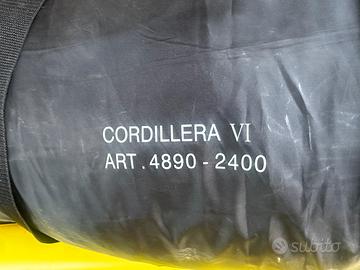 CORDILLERA VI
ART. 4890 - 2400
subito